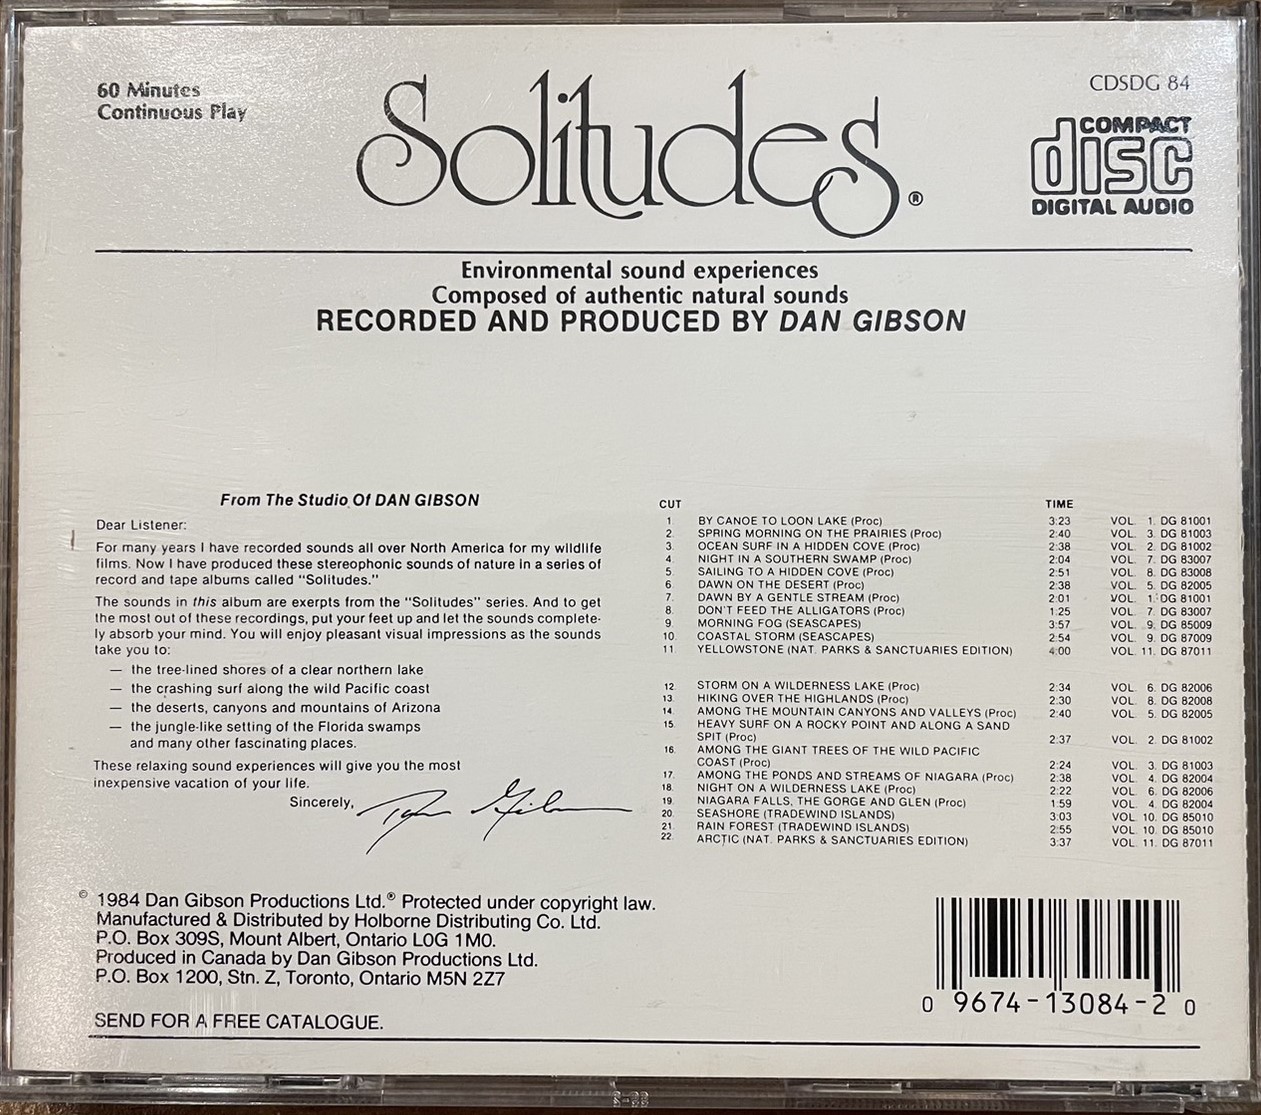 60 Minutes
Continuous Play
Solitudes®
CDSDG 84
COMPACT
disc
DIGITAL AUDIO
Environmental sound experiences
Composed of authentic natural sounds
RECORDED AND PRODUCED BY DAN GIBSON
From The Studio Of DAN GIBSON
Dear Listener:
For many years I have recorded sounds all over North America for my wildlife
films. Now I have produced these stereophonic sounds of nature in a series of
record and tape albums called "Solitudes."
The sounds in this album are exerpts from the "Solitudes" series. And to get
the most out of these recordings, put your feet up and let the sounds complete-
ly absorb your mind. You will enjoy pleasant visual impressions as the sounds
take you to:
— the tree-lined shores of a clear northern lake
— the crashing surf along the wild Pacific coast
— the deserts, canyons and mountains of Arizona
— the jungle-like setting of the Florida swamps
and many other fascinating places.
These relaxing sound experiences will give you the most
inexpensive vacation of your life.
Sincerely,
CUT TIME
1. BY CANOE TO LOON LAKE (Proc) 3:23 VOL. 1. DG 81001
2. SPRING MORNING ON THE PRAIRIES (Proc) 2:40 VOL. 3. DG 81003
3. OCEAN SURF IN A HIDDEN COVE (Proc) 2:38 VOL. 2. DG 81002
4. NIGHT IN A SOUTHERN SWAMP (Proc) 2:04 VOL. 7. DG 83007
5. SAILING TO A HIDDEN COVE (Proc) 2:51 VOL. 8. DG 83008
6. DAWN ON THE DESERT (Proc) 2:38 VOL. 5. DG 82005
7. DAWN BY A GENTLE STREAM (Proc) 2:01 VOL. 1. DG 81001
8. DON'T FEED THE ALLIGATORS (Proc) 1:25 VOL. 7. DG 83007
9. MORNING FOG (SEASCAPES) 3:57 VOL. 9. DG 85009
10. COASTAL STORM (SEASCAPES) 2:54 VOL. 9. DG 87009
11. YELLOWSTONE (NAT. PARKS & SANCTUARIES EDITION) 4:00 VOL. 11. DG 87011
12. STORM ON A WILDERNESS LAKE (Proc) 2:34 VOL. 6. DG 82006
13. HIKING OVER THE HIGHLANDS (Proc) 2:30 VOL. 8. DG 82008
14. AMONG THE MOUNTAIN CANYONS AND VALLEYS (Proc) 2:40 VOL. 5. DG 82005
15. HEAVY SURF ON A ROCKY POINT AND ALONG A SAND
SPIT (Proc) 2:37 VOL. 2. DG 81002
16. AMONG THE GIANT TREES OF THE WILD PACIFIC
COAST (Proc) 2:24 VOL. 3. DG 81003
17. AMONG THE PONDS AND STREAMS OF NIAGARA (Proc) 2:38 VOL. 4. DG 82004
18. NIGHT ON A WILDERNESS LAKE (Proc) 2:22 VOL. 6. DG 82006
19. NIAGARA FALLS, THE GORGE AND GLEN (Proc) 1:59 VOL. 4. DG 82004
20. SEASHORE (TRADEWIND ISLANDS) 3:03 VOL. 10. DG 85010
21. RAIN FOREST (TRADEWIND ISLANDS) 2:55 VOL. 10. DG 85010
22. ARCTIC (NAT. PARKS & SANCTUARIES EDITION) 3:37 VOL. 11. DG 87011
© 1984 Dan Gibson Productions Ltd.® Protected under copyright law.
Manufactured & Distributed by Holborne Distributing Co. Ltd.
P.O. Box 309S, Mount Albert, Ontario L0G 1M0.
Produced in Canada by Dan Gibson Productions Ltd.
P.O. Box 1200, Stn. Z, Toronto, Ontario M5N 2Z7
SEND FOR A FREE CATALOGUE.
0 9674-13084-2 0